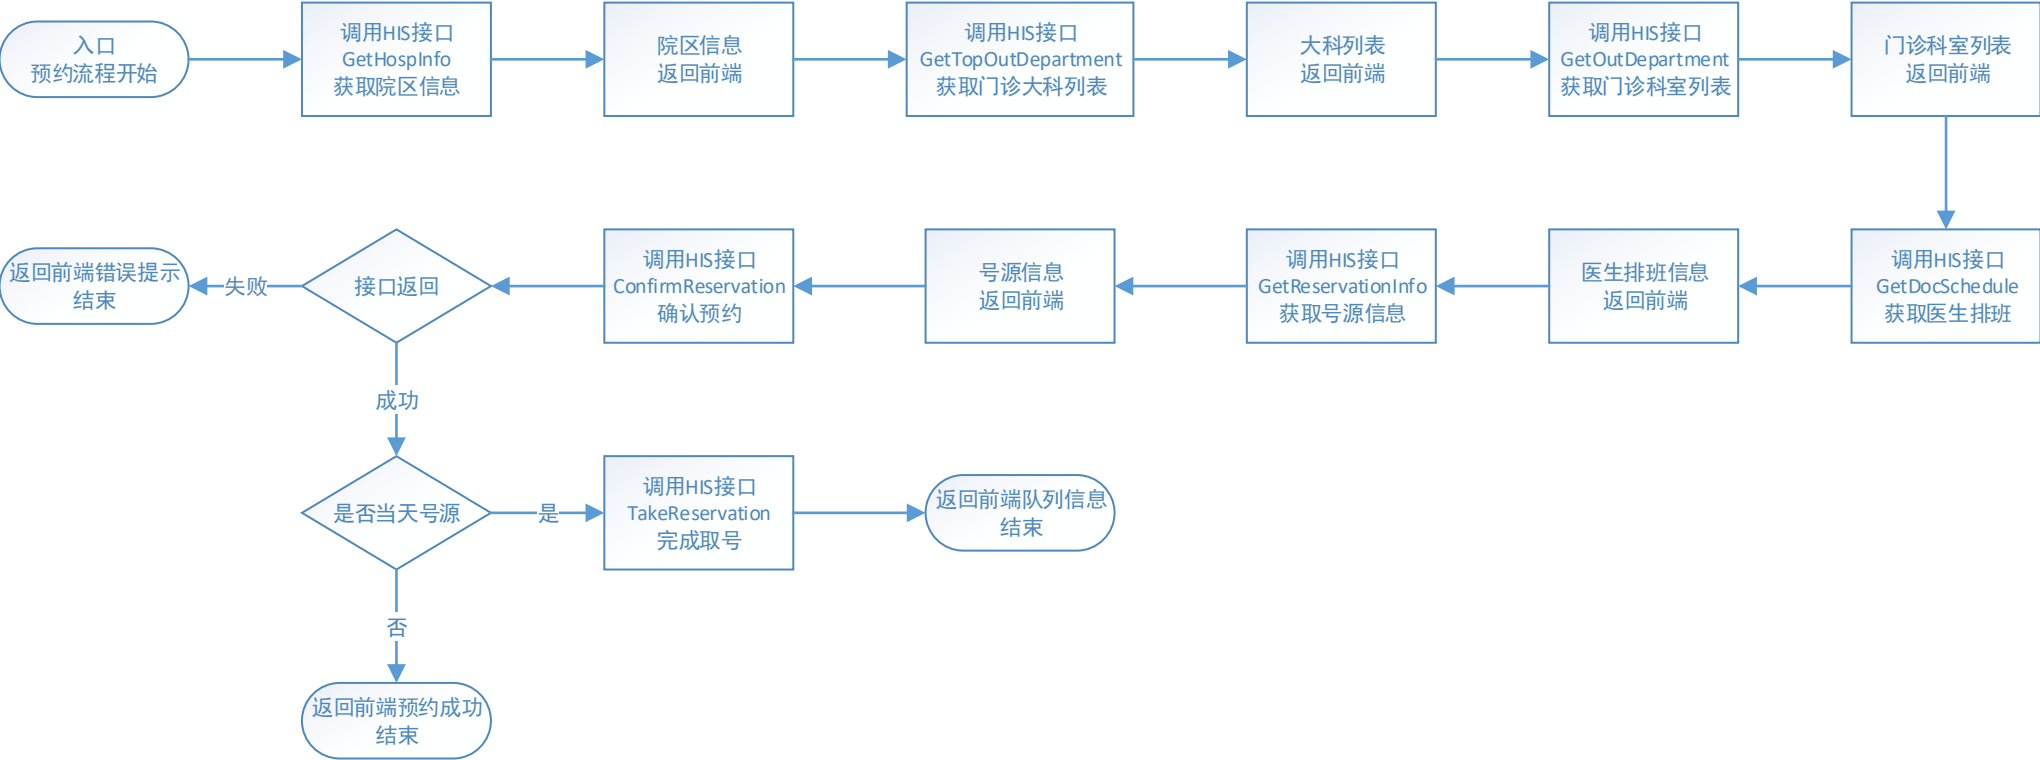 入口
预约流程开始
调用HIS接口
GetHospInfo
获取院区信息
院区信息
返回前端
调用HIS接口
GetTopOutDepartment
获取门诊大科列表
大科列表
返回前端
调用HIS接口
GetOutDepartment
获取门诊科室列表
门诊科室列表
返回前端
调用HIS接口
GetDocSchedule
获取医生排班
医生排班信息
返回前端
调用HIS接口
GetReservationInfo
获取号源信息
号源信息
返回前端
调用HIS接口
ConfirmReservation
确认预约
接口返回
失败
返回前端错误提示
结束
成功
是否当天号源
是
调用HIS接口
TakeReservation
完成取号
返回前端队列信息
结束
否
返回前端预约成功
结束